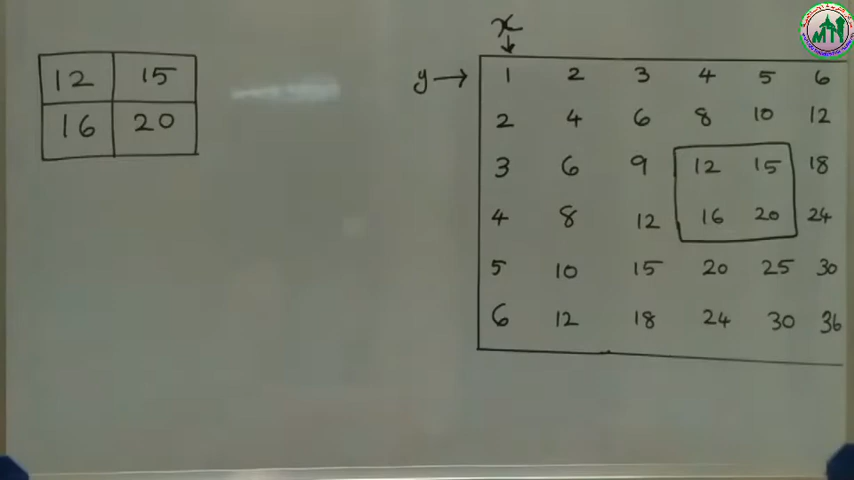 12 15
16 20
x
↓
y → 1 2 3 4 5 6
2 4 6 8 10 12
3 6 9 12 15 18
4 8 12 16 20 24
5 10 15 20 25 30
6 12 18 24 30 36
MN